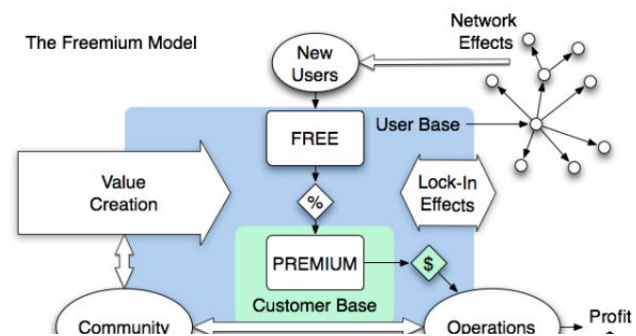 The Freemium Model
Network
Effects
New
Users
FREE
User Base
Value
Creation
%
Lock-In
Effects
PREMIUM
$
Customer Base
Community
Operations
Profit